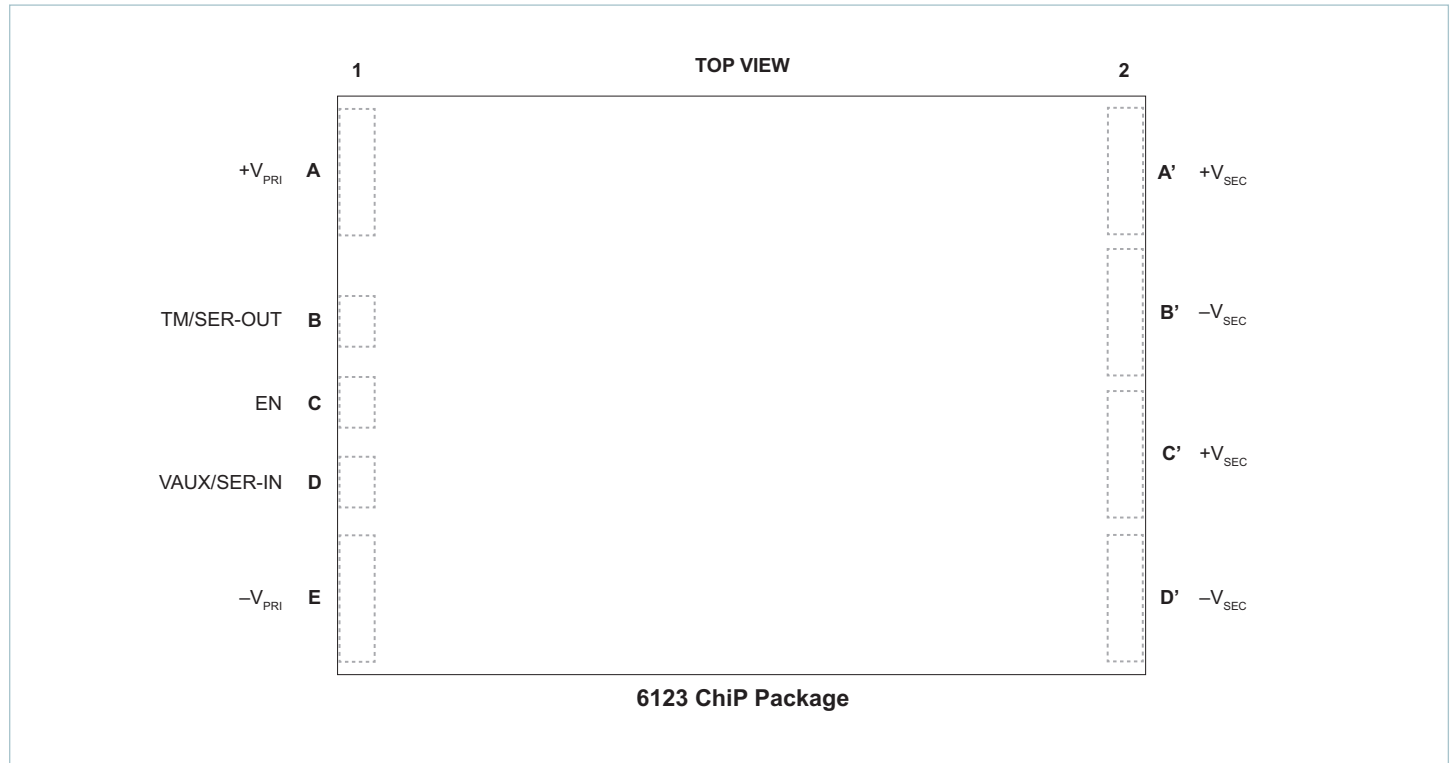 1 TOP VIEW 2
+VPRI A A’ +VSEC
TM/SER-OUT B B’ –VSEC
EN C
VAUX/SER-IN D C’ +VSEC
–VPRI E D’ –VSEC
6123 ChiP Package